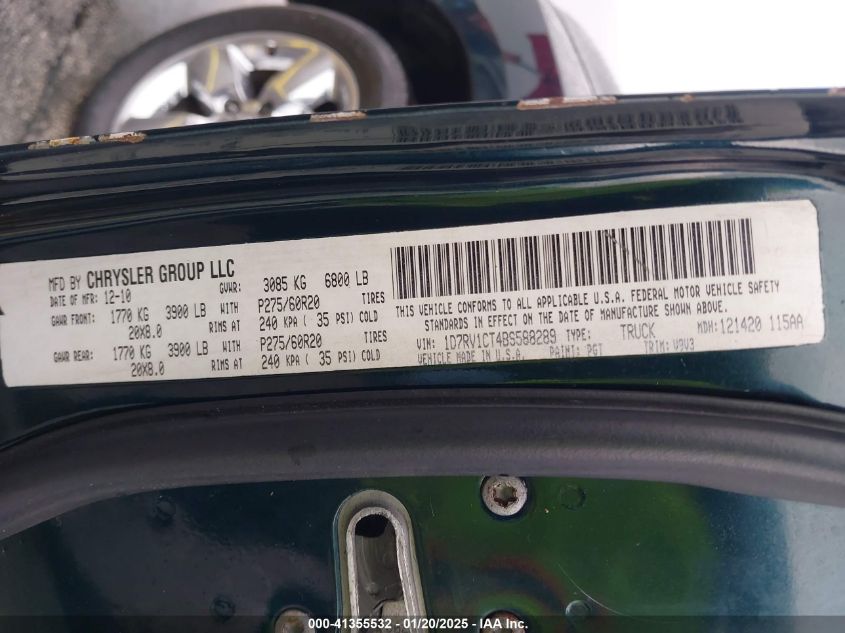 MFD BY CHRYSLER GROUP LLC
DATE OF MFR: 12-10 GVWR: 3085 KG 6800 LB
GAWR FRONT: 1770 KG 3900 LB WITH P275/60R20 TIRES
20X8.0 RIMS AT 240 KPA ( 35 PSI) COLD
GAWR REAR: 1770 KG 3900 LB WITH P275/60R20 TIRES
20X8.0 RIMS AT 240 KPA ( 35 PSI) COLD
THIS VEHICLE CONFORMS TO ALL APPLICABLE U.S.A. FEDERAL MOTOR VEHICLE SAFETY
STANDARDS IN EFFECT ON THE DATE OF MANUFACTURE SHOWN ABOVE.
VIN: 1D7RV1CT4BS588289 TYPE: TRUCK MDH: 121420 115AA
VEHICLE MADE IN U.S.A. PAINT: PGT TRIM: V9V3
000-41355532 - 01/20/2025 - IAA Inc.